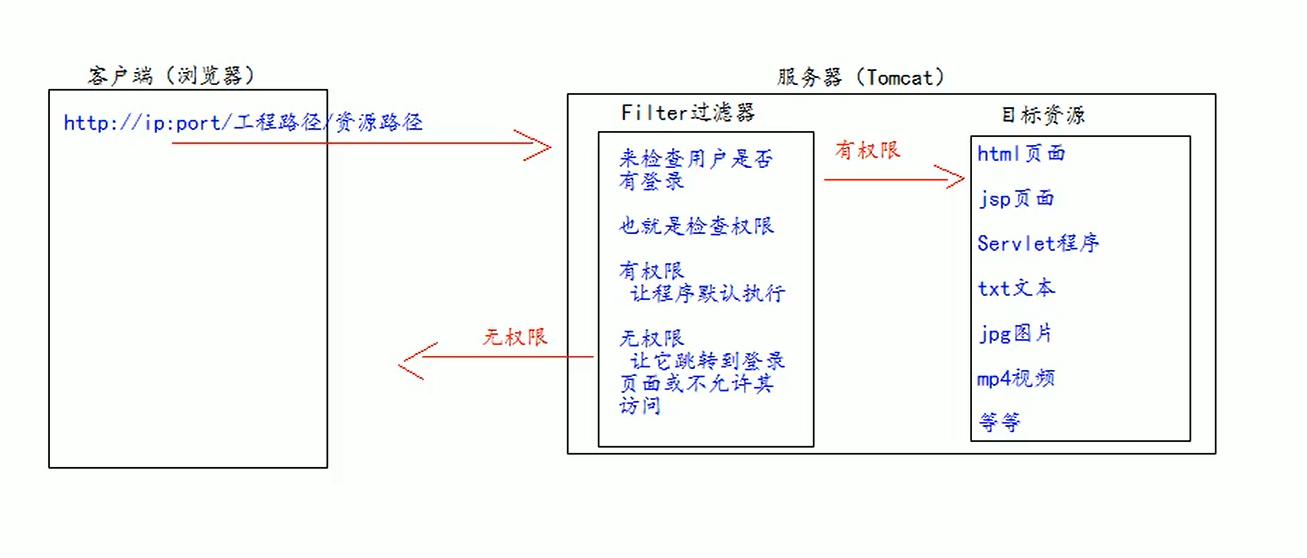 客户端（浏览器）
http://ip:port/工程路径/资源路径
服务器（Tomcat）
Filter过滤器
来检查用户是否
有登录
也就是检查权限
有权限
让程序默认执行
无权限
让它跳转到登录
页面或不允许其
访问
有权限
无权限
目标资源
html页面
jsp页面
Servlet程序
txt文本
jpg图片
mp4视频
等等